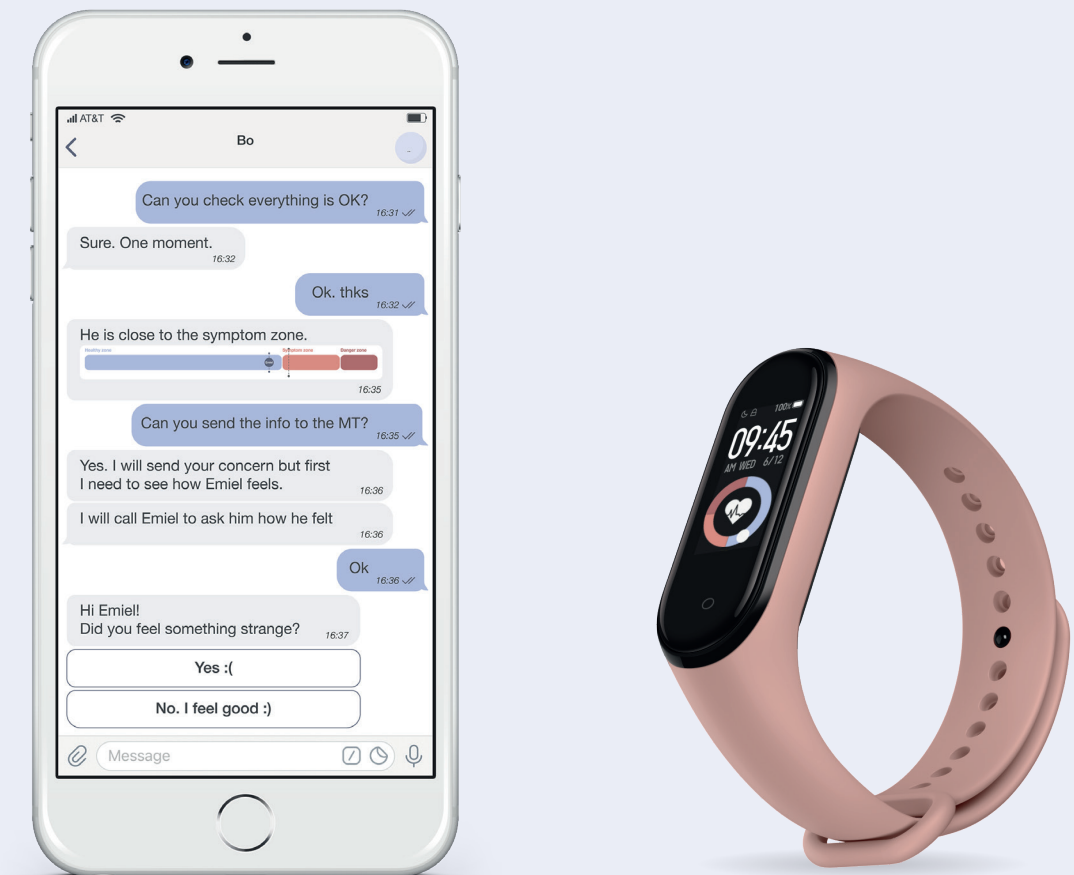 AT&T
Bo
Can you check everything is OK?
16:31
Sure. One moment.
16:32
Ok. thks
16:32
He is close to the symptom zone.
Healthy zone Symptom zone Danger zone
16:35
Can you send the info to the MT?
16:35
Yes. I will send your concern but first
I need to see how Emiel feels.
16:36
I will call Emiel to ask him how he felt
16:36
Ok
16:36
Hi Emiel!
Did you feel something strange?
16:37
Yes :(
No. I feel good :)
Message
100%
09:45
AM WED 6/12